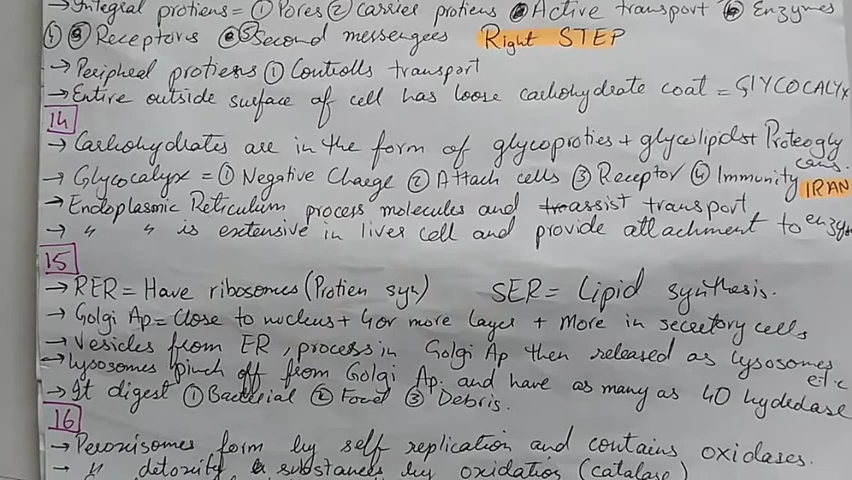 → Integral protiens = ① Pores ② Carrier protiens ③ Active transport ④ Enzymes
⑤ Receptors ⑤ Second messengers Right STEP
→ Peripheral protiens ① Controlls transport
→ Entire outside surface of cell has loose carbohydrate coat = GLYCOCALYX
14
→ Carbohydrates are in the form of glycoproties + glycolipids + Proteogly
cans.
→ Glycocalyx = ① Negative Charge ② Attach cells ③ Receptor ④ Immunity IRAN
→ Endoplasmic Reticulum process molecules and assist transport
→ " " is extensive in liver cell and provide attachment to enzym
15
→ RER = Have ribosomes (Protien syn) SER = Lipid synthesis.
→ Golgi Ap = Close to nucleus + 4 or more layer + More in secretory cells
→ Vesicles from ER, process in Golgi Ap then released as lysosomes
etc
→ Lysosomes pinch off from Golgi Ap. and have as many as 40 hydrolase
→ It digest ① Bacterial ② Food ③ Debris.
16
→ Peroxisomes form by self replication and contains oxidases.
→ " detoxify substances by oxidation (catalase)